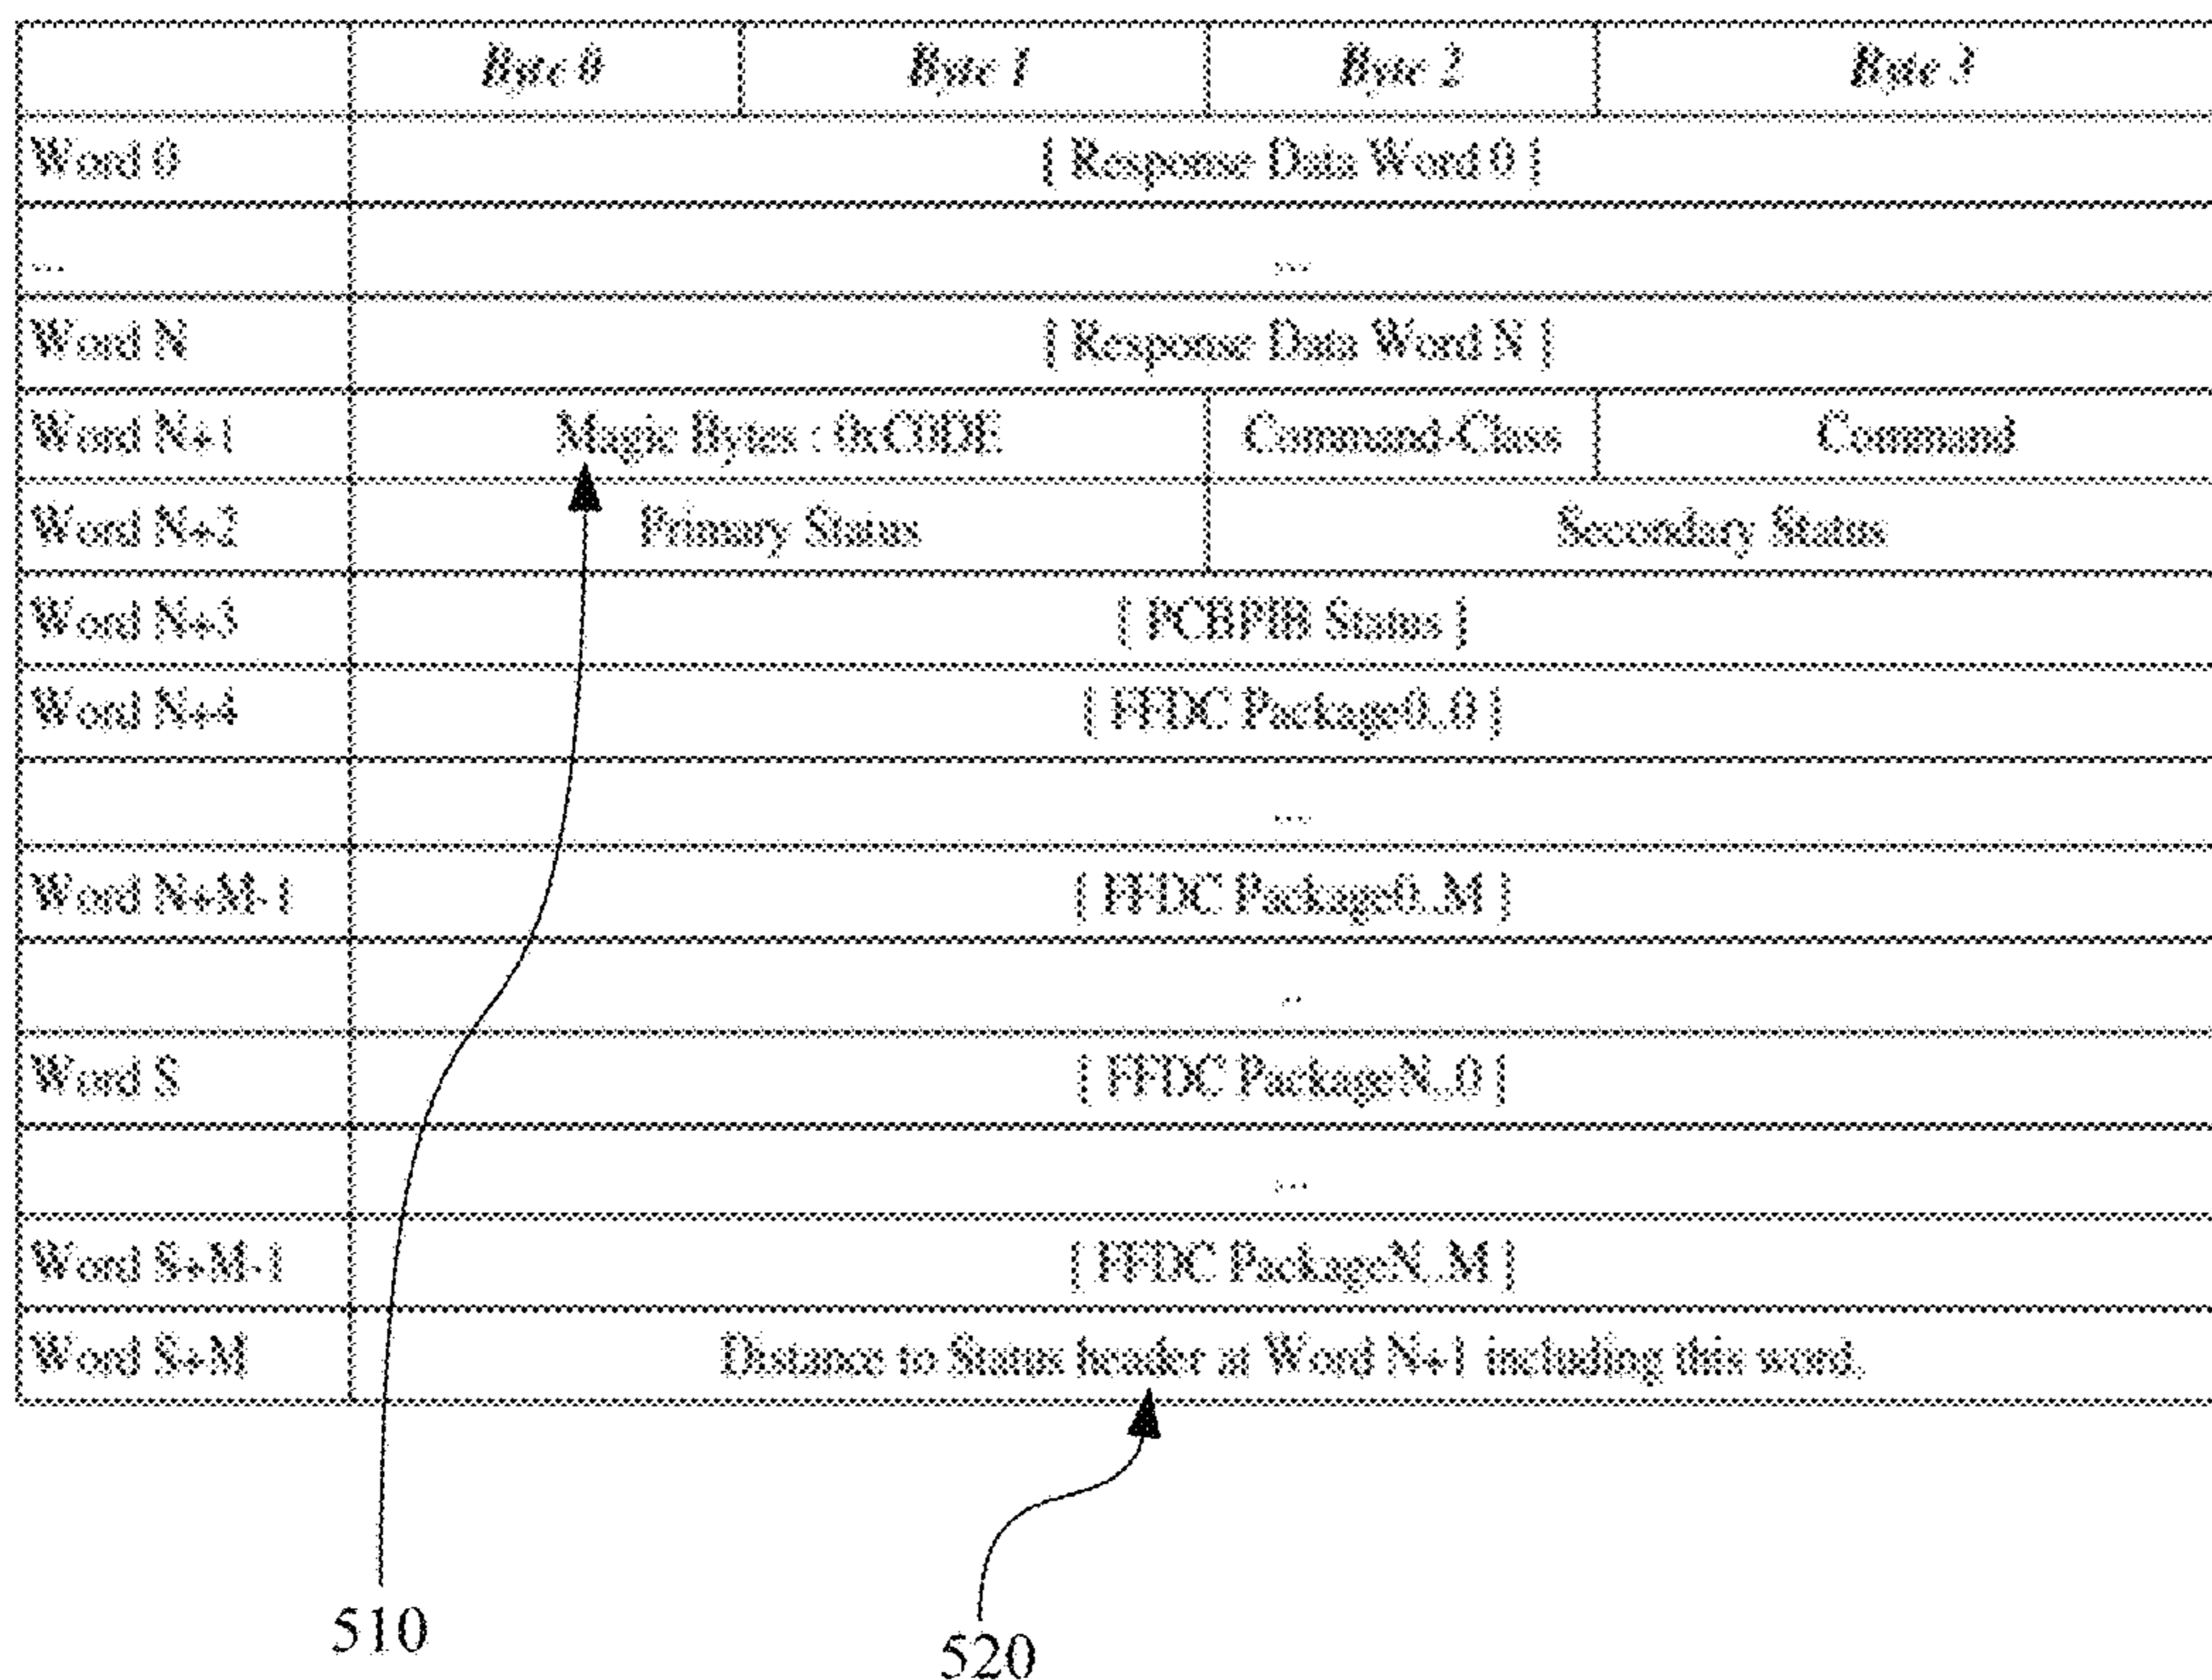 Byte 0 Byte 1 Byte 2 Byte 3
Word 0 [ Response Data Word 0 ]
... ...
Word N [ Response Data Word N ]
Word N+1 Magic Bytes : 0xC0DE Command-Class Command
Word N+2 Primary Status Secondary Status
Word N+3 [ Status ]
Word N+4 [ FFDC Package0..0 ]
...
Word N+M-1 [ FFDC Package0..M ]
..
Word S [ FFDC PackageN..0 ]
...
Word S+M-1 [ FFDC PackageN..M ]
Word S+M Distance to Status header at Word N+1 including this word.
510
520